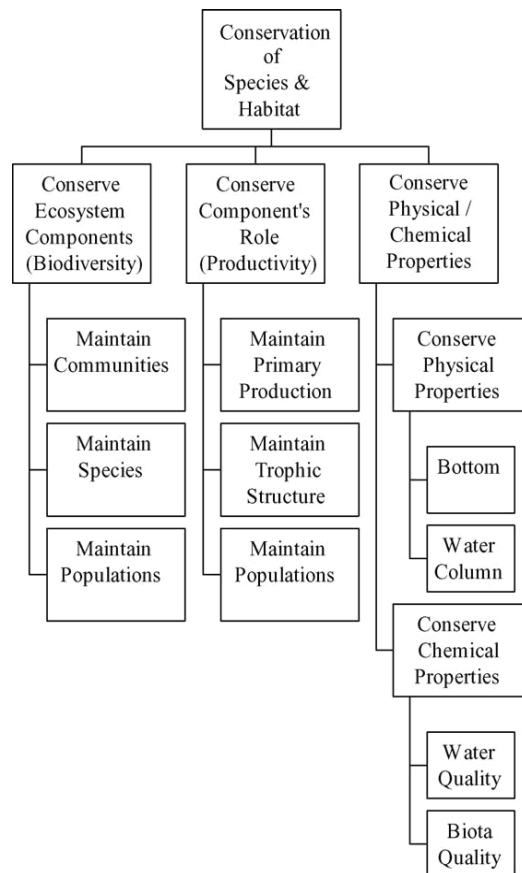 Conservation
of
Species &
Habitat
Conserve
Ecosystem
Components
(Biodiversity)
Conserve
Component's
Role
(Productivity)
Conserve
Physical /
Chemical
Properties
Maintain
Communities
Maintain
Species
Maintain
Populations
Maintain
Primary
Production
Maintain
Trophic
Structure
Maintain
Populations
Conserve
Physical
Properties
Bottom
Water
Column
Conserve
Chemical
Properties
Water
Quality
Biota
Quality